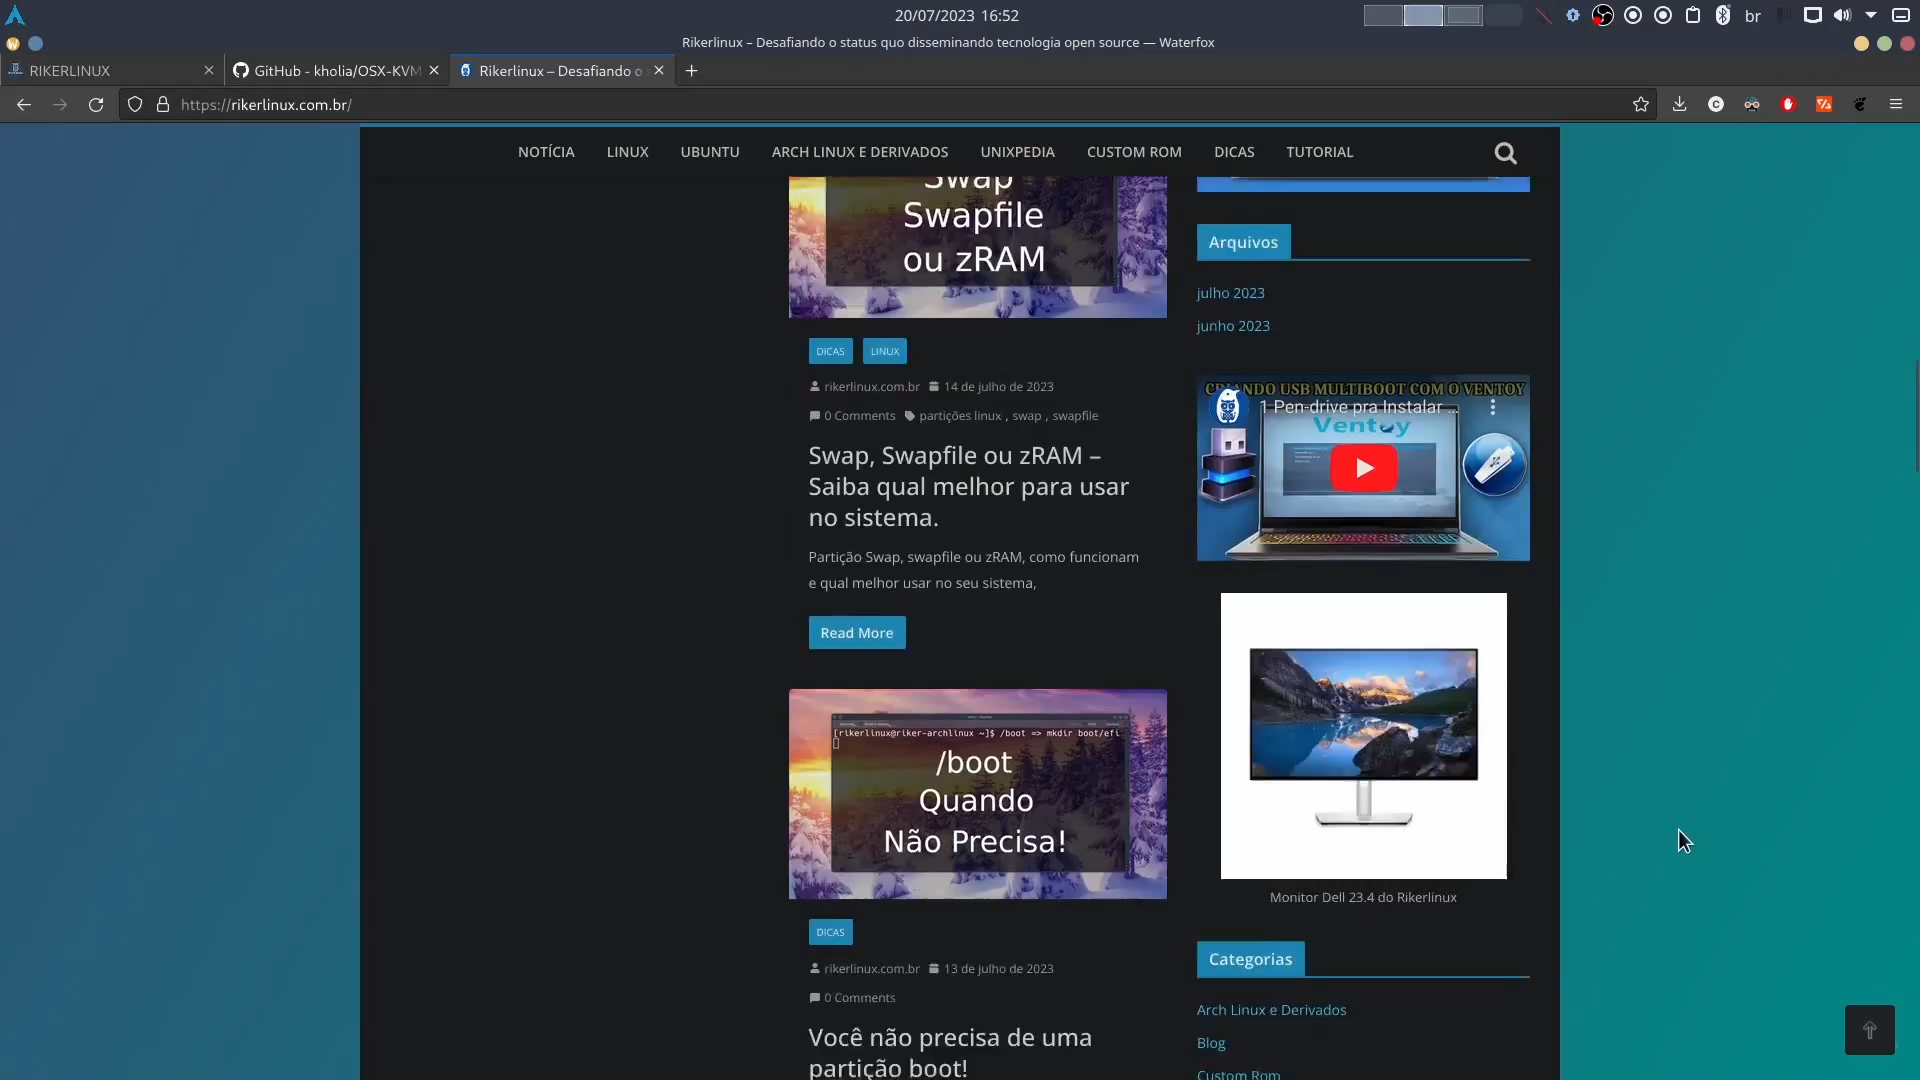 20/07/2023 16:52
br
Rikerlinux – Desafiando o status quo disseminando tecnologia open source — Waterfox
RIKERLINUX
GitHub - kholia/OSX-KVM
Rikerlinux – Desafiando o
https://rikerlinux.com.br/
NOTÍCIA
LINUX
UBUNTU
ARCH LINUX E DERIVADOS
UNIXPEDIA
CUSTOM ROM
DICAS
TUTORIAL
Swap
Swapfile
ou zRAM
DICAS
LINUX
rikerlinux.com.br 14 de julho de 2023
0 Comments partições linux , swap , swapfile
Swap, Swapfile ou zRAM –
Saiba qual melhor para usar
no sistema.
Partição Swap, swapfile ou zRAM, como funcionam
e qual melhor usar no seu sistema,
Read More
[rikerlinux@riker-archlinux ~]$ /boot => mkdir boot/efi
/boot
Quando
Não Precisa!
DICAS
rikerlinux.com.br 13 de julho de 2023
0 Comments
Você não precisa de uma
partição boot!
Arquivos
julho 2023
junho 2023
CRIANDO USB MULTIBOOT COM O VENTOY
1 Pen-drive pra Instalar ...
Ventoy
Monitor Dell 23.4 do Rikerlinux
Categorias
Arch Linux e Derivados
Blog
Custom Rom